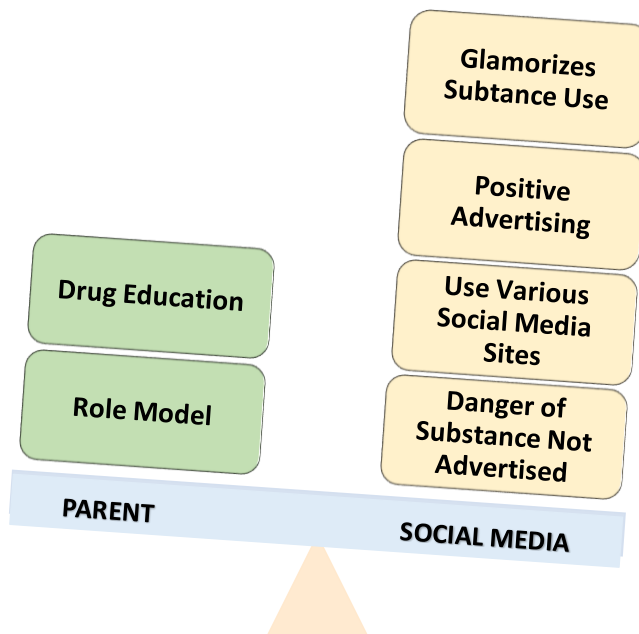 Glamorizes
Subtance Use
Positive
Advertising
Use Various
Social Media
Sites
Danger of
Substance Not
Advertised
Drug Education
Role Model
PARENT
SOCIAL MEDIA